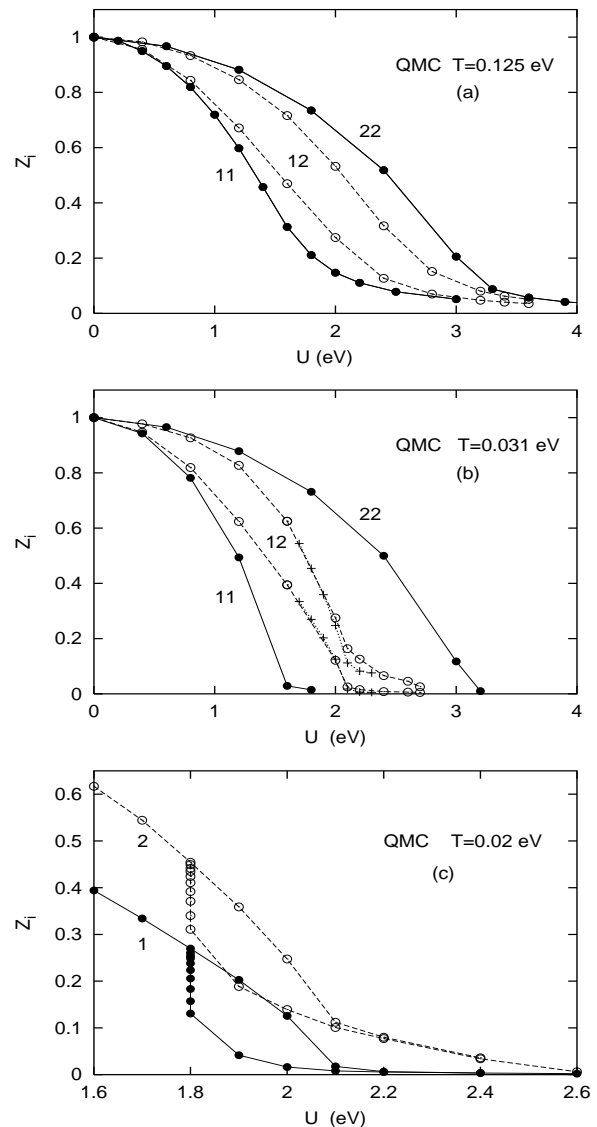 1
0.8
0.6
0.4
0.2
0
Z_i
QMC T=0.125 eV
(a)
22
12
11
0 1 2 3 4
U (eV)
1
0.8
0.6
0.4
0.2
0
Z_i
QMC T=0.031 eV
(b)
22
12
11
0 1 2 3 4
U (eV)
0.6
0.5
0.4
0.3
0.2
0.1
0
Z_i
QMC T=0.02 eV
(c)
2
1
1.6 1.8 2 2.2 2.4 2.6
U (eV)